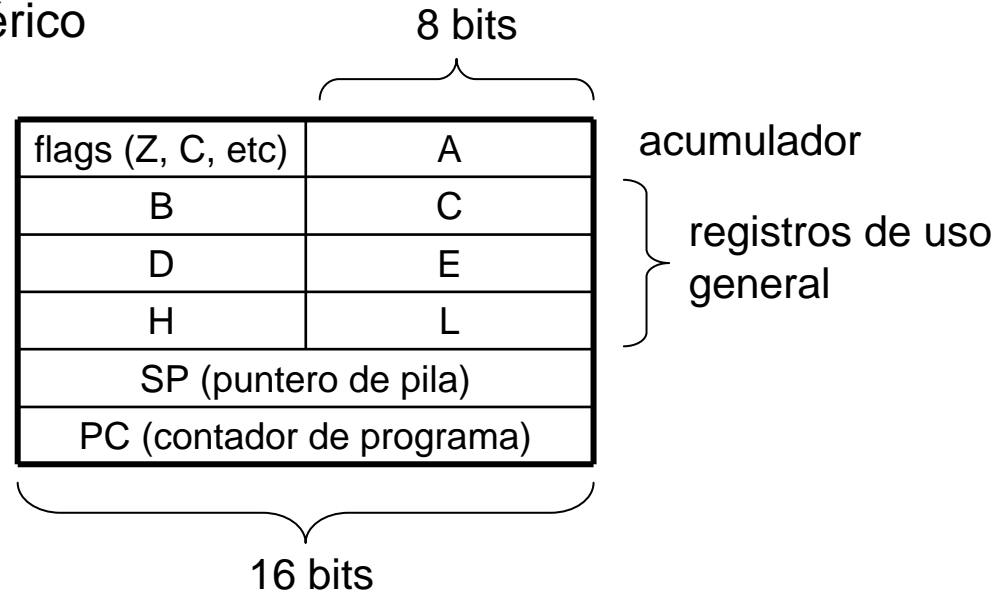 érico
8 bits
flags (Z, C, etc) A
acumulador
B C
D E
registros de uso
general
H L
SP (puntero de pila)
PC (contador de programa)
16 bits